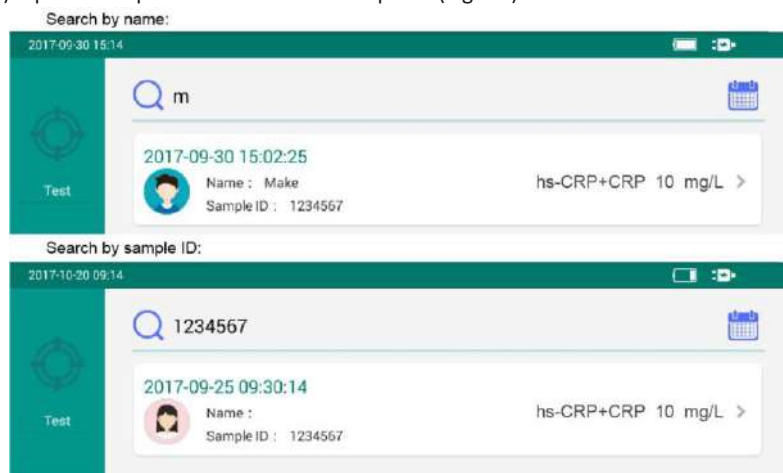 Search by name:
2017-09-30 15:14
m
2017-09-30 15:02:25
Name : Make
hs-CRP+CRP 10 mg/L >
Test
Sample ID : 1234567
Search by sample ID:
2017-10-20 09:14
1234567
2017-09-25 09:30:14
Name :
hs-CRP+CRP 10 mg/L >
Test
Sample ID : 1234567